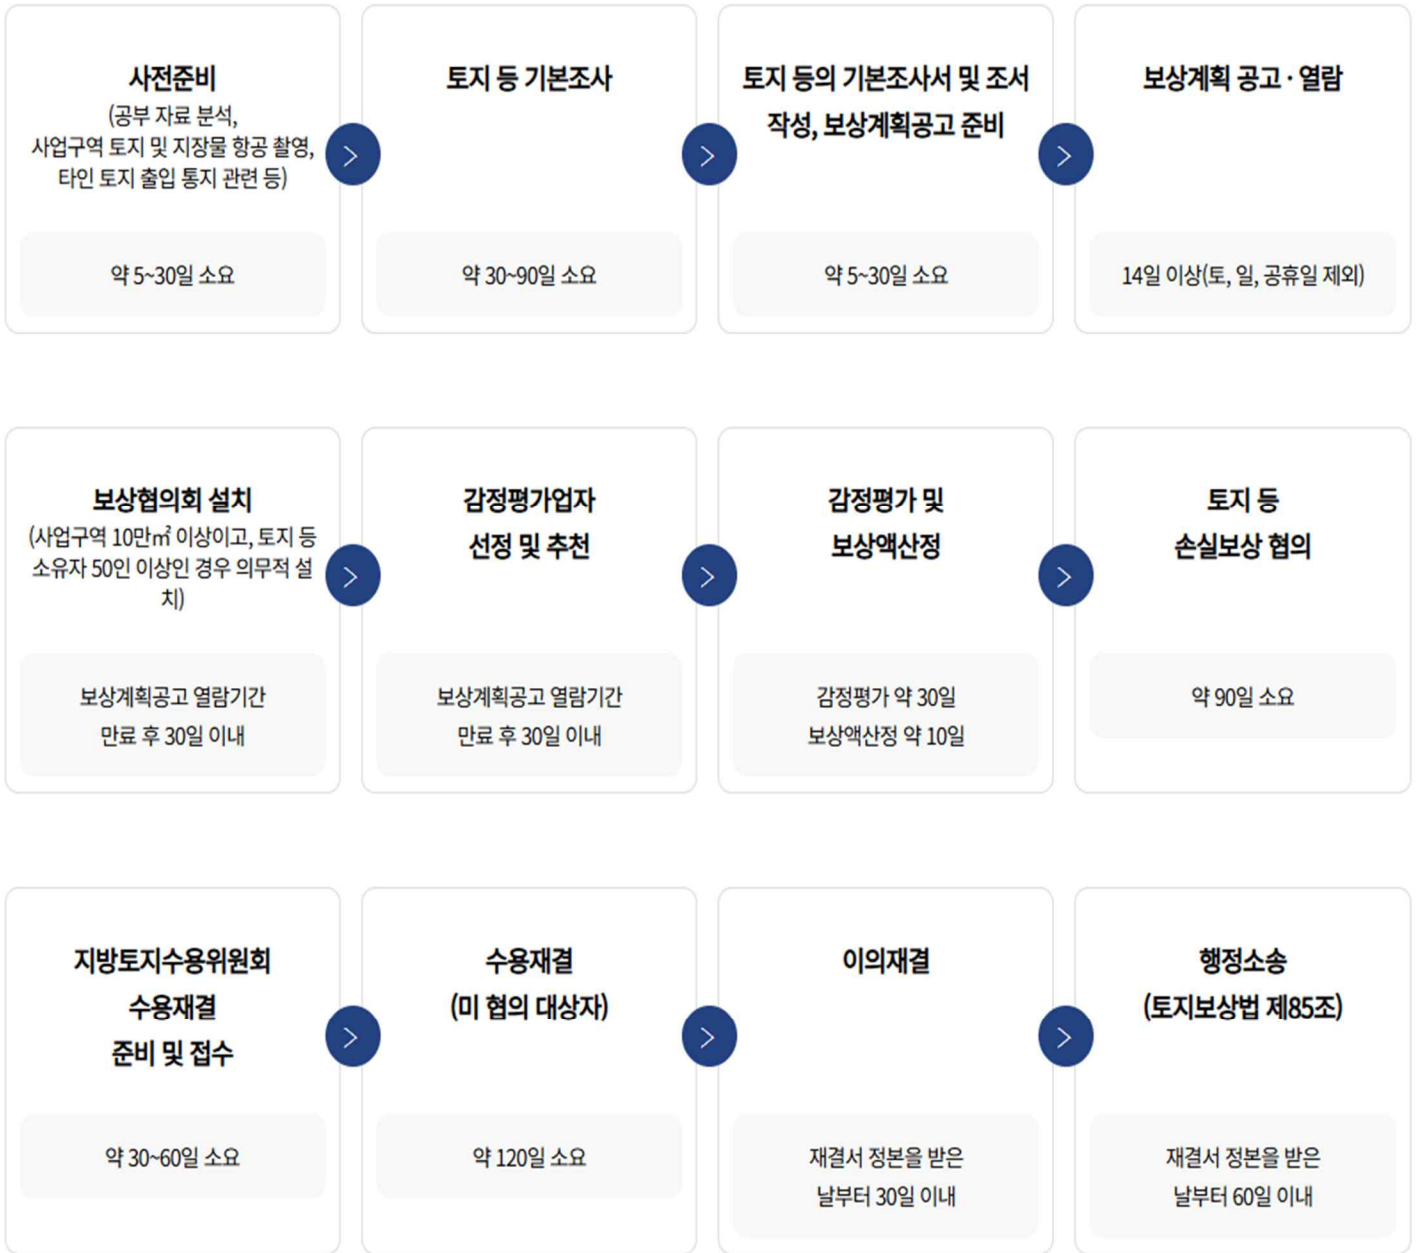 사전준비
(공부 자료 분석,
사업구역 토지 및 지장물 항공 촬영,
타인 토지 출입 통지 관련 등)
약 5~30일 소요
토지 등 기본조사
약 30~90일 소요
토지 등의 기본조사서 및 조서
작성, 보상계획공고 준비
약 5~30일 소요
보상계획 공고 · 열람
14일 이상(토, 일, 공휴일 제외)
보상협의회 설치
(사업구역 10만㎡ 이상이고, 토지 등
소유자 50인 이상인 경우 의무적 설
치)
보상계획공고 열람기간
만료 후 30일 이내
감정평가업자
선정 및 추천
보상계획공고 열람기간
만료 후 30일 이내
감정평가 및
보상액산정
감정평가 약 30일
보상액산정 약 10일
토지 등
손실보상 협의
약 90일 소요
지방토지수용위원회
수용재결
준비 및 접수
약 30~60일 소요
수용재결
(미 협의 대상자)
약 120일 소요
이의재결
재결서 정본을 받은
날부터 30일 이내
행정소송
(토지보상법 제85조)
재결서 정본을 받은
날부터 60일 이내